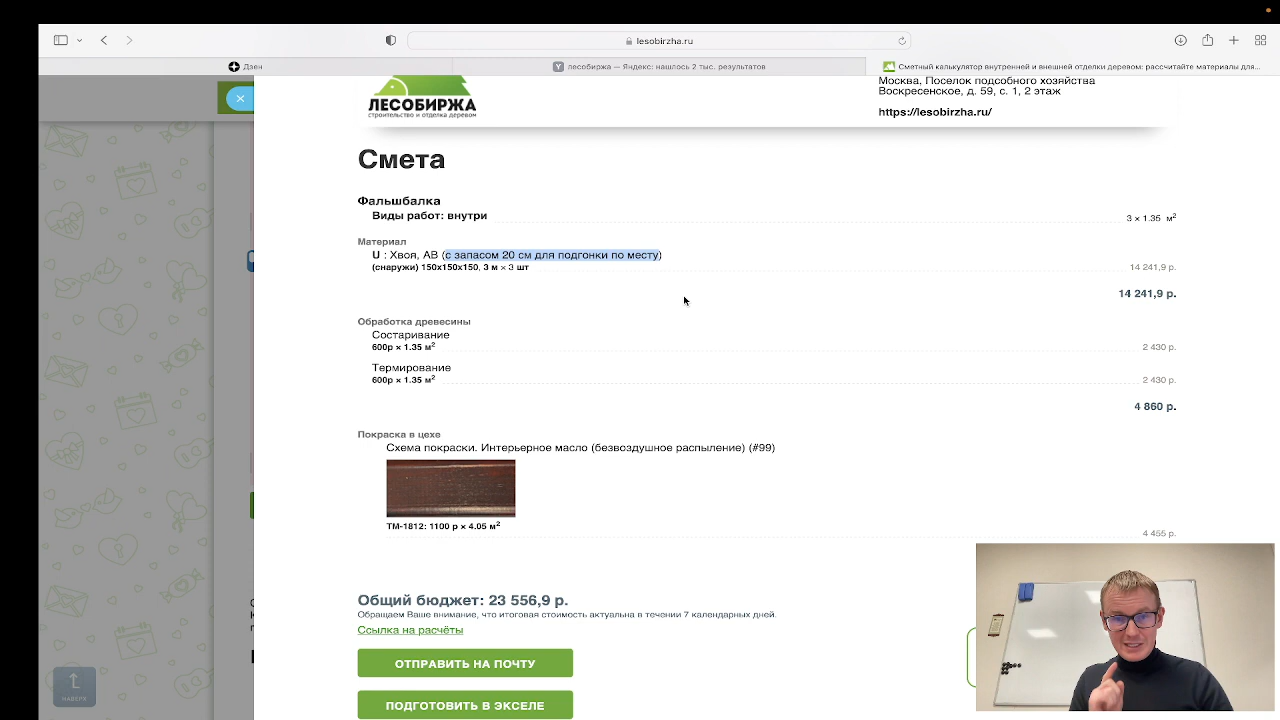 lesobirzha.ru
Дзен
лесобиржа — Яндекс: нашлось 2 тыс. результатов
Сметный калькулятор внутренней и внешней отделки деревом: рассчитайте материалы для...
ЛЕСОБИРЖА
строительство и отделка деревом
Москва, Поселок подсобного хозяйства
Воскресенское, д. 59, с. 1, 2 этаж
https://lesobirzha.ru/
Смета
Фальшбалка
Виды работ: внутри 3 × 1.35 м²
Материал
U : Хвоя, АВ (с запасом 20 см для подгонки по месту)
(снаружи) 150x150x150, 3 м × 3 шт 14 241,9 р.
14 241,9 р.
Обработка древесины
Состаривание
600р × 1.35 м² 2 430 р.
Термирование
600р × 1.35 м² 2 430 р.
4 860 р.
Покраска в цехе
Схема покраски. Интерьерное масло (безвоздушное распыление) (#99)
ТМ-1812: 1100 р × 4.05 м²
4 455 р.
Общий бюджет: 23 556,9 р.
Обращаем Ваше внимание, что итоговая стоимость актуальна в течении 7 календарных дней.
Ссылка на расчёты
ОТПРАВИТЬ НА ПОЧТУ
ПОДГОТОВИТЬ В ЭКСЕЛЕ
НАВЕРХ